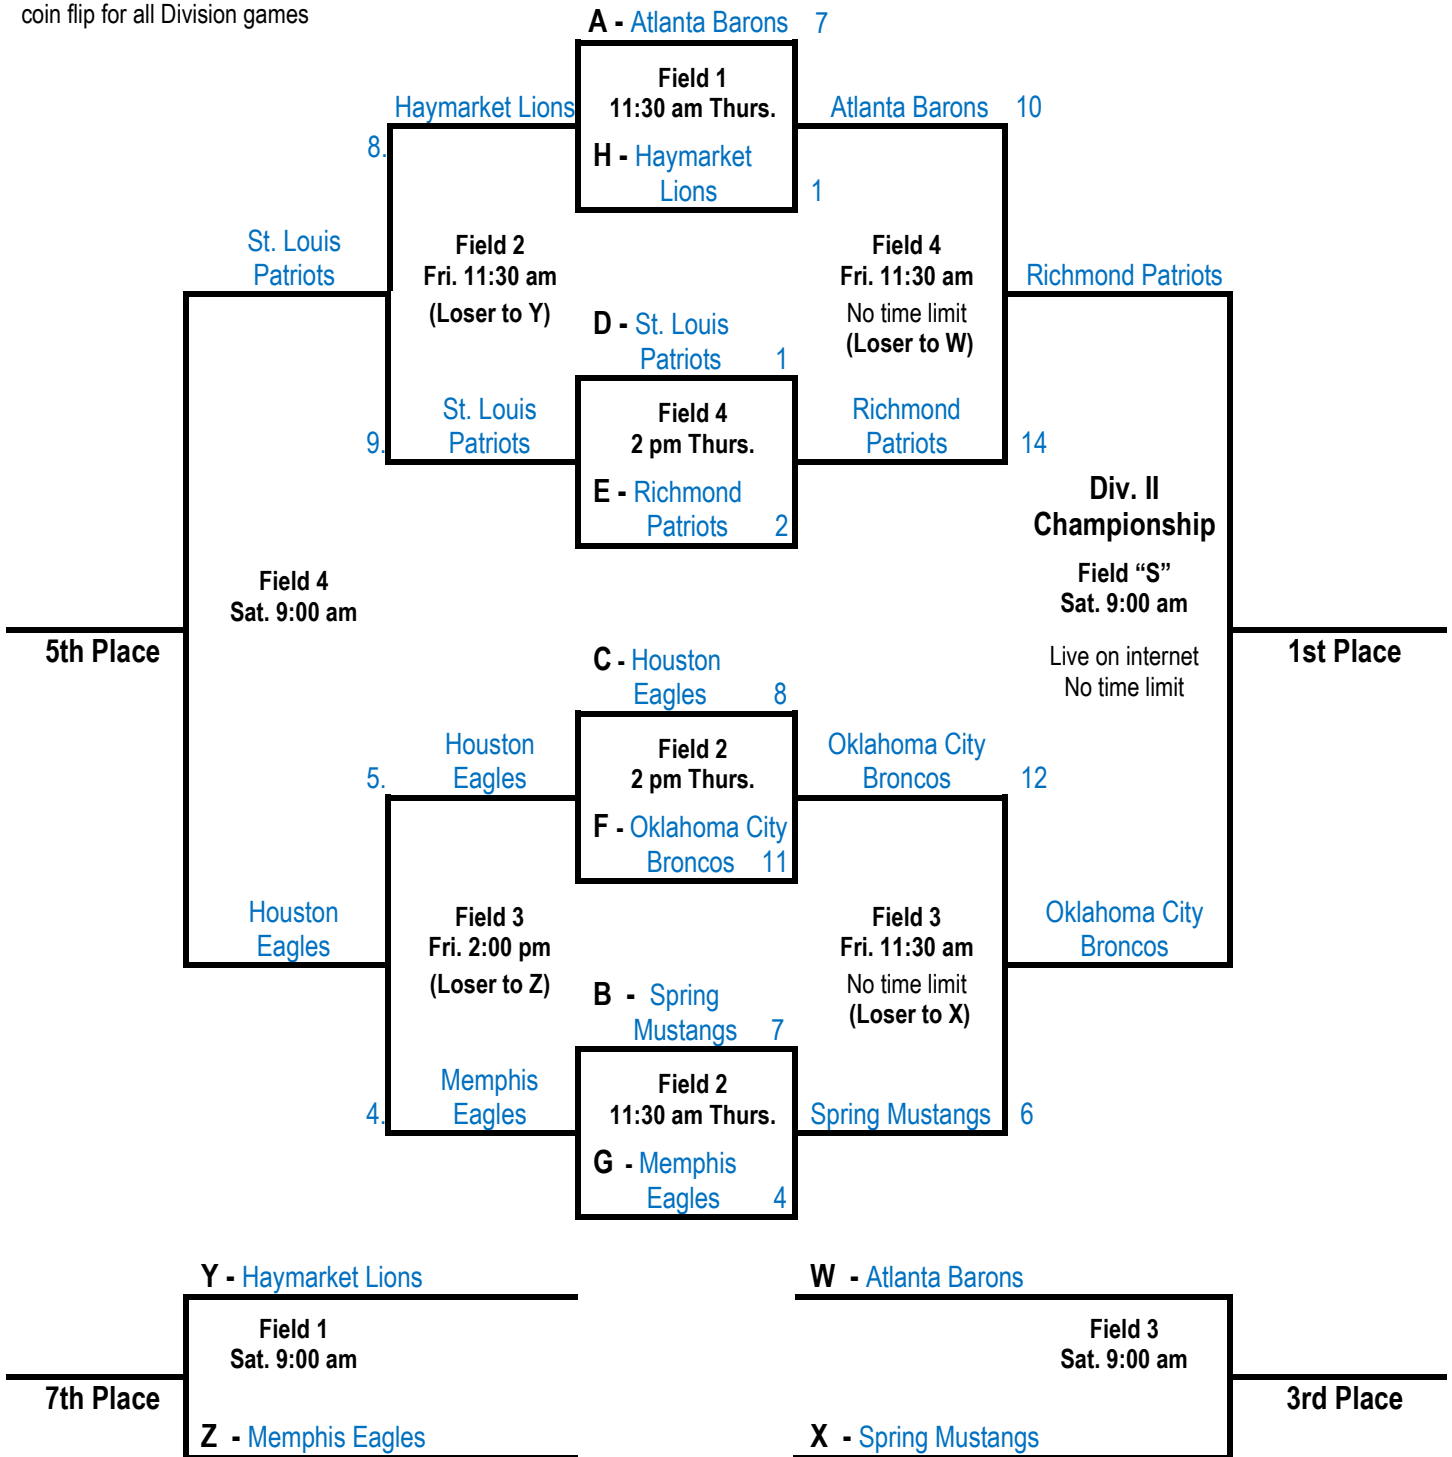 coin flip for all Division games
A - Atlanta Barons 7
Field 1
11:30 am Thurs.
Haymarket Lions
Atlanta Barons 10
8.
H - Haymarket
Lions 1
St. Louis
Patriots
Field 2
Fri. 11:30 am
(Loser to Y)
Field 4
Fri. 11:30 am
No time limit
(Loser to W)
Richmond Patriots
D - St. Louis
Patriots 1
Field 4
2 pm Thurs.
St. Louis
9. Patriots
Richmond
Patriots 14
E - Richmond
Patriots 2
Div. II
Championship
Field “S”
Sat. 9:00 am
Live on internet
No time limit
Field 4
Sat. 9:00 am
5th Place
1st Place
C - Houston
Eagles 8
Field 2
2 pm Thurs.
Houston
5. Eagles
Oklahoma City
Broncos 12
F - Oklahoma City
Broncos 11
Houston
Eagles
Field 3
Fri. 2:00 pm
(Loser to Z)
Field 3
Fri. 11:30 am
No time limit
(Loser to X)
Oklahoma City
Broncos
B - Spring
Mustangs 7
Field 2
11:30 am Thurs.
Memphis
4. Eagles
Spring Mustangs 6
G - Memphis
Eagles 4
Y - Haymarket Lions
Field 1
Sat. 9:00 am
7th Place
Z - Memphis Eagles
W - Atlanta Barons
Field 3
Sat. 9:00 am
3rd Place
X - Spring Mustangs